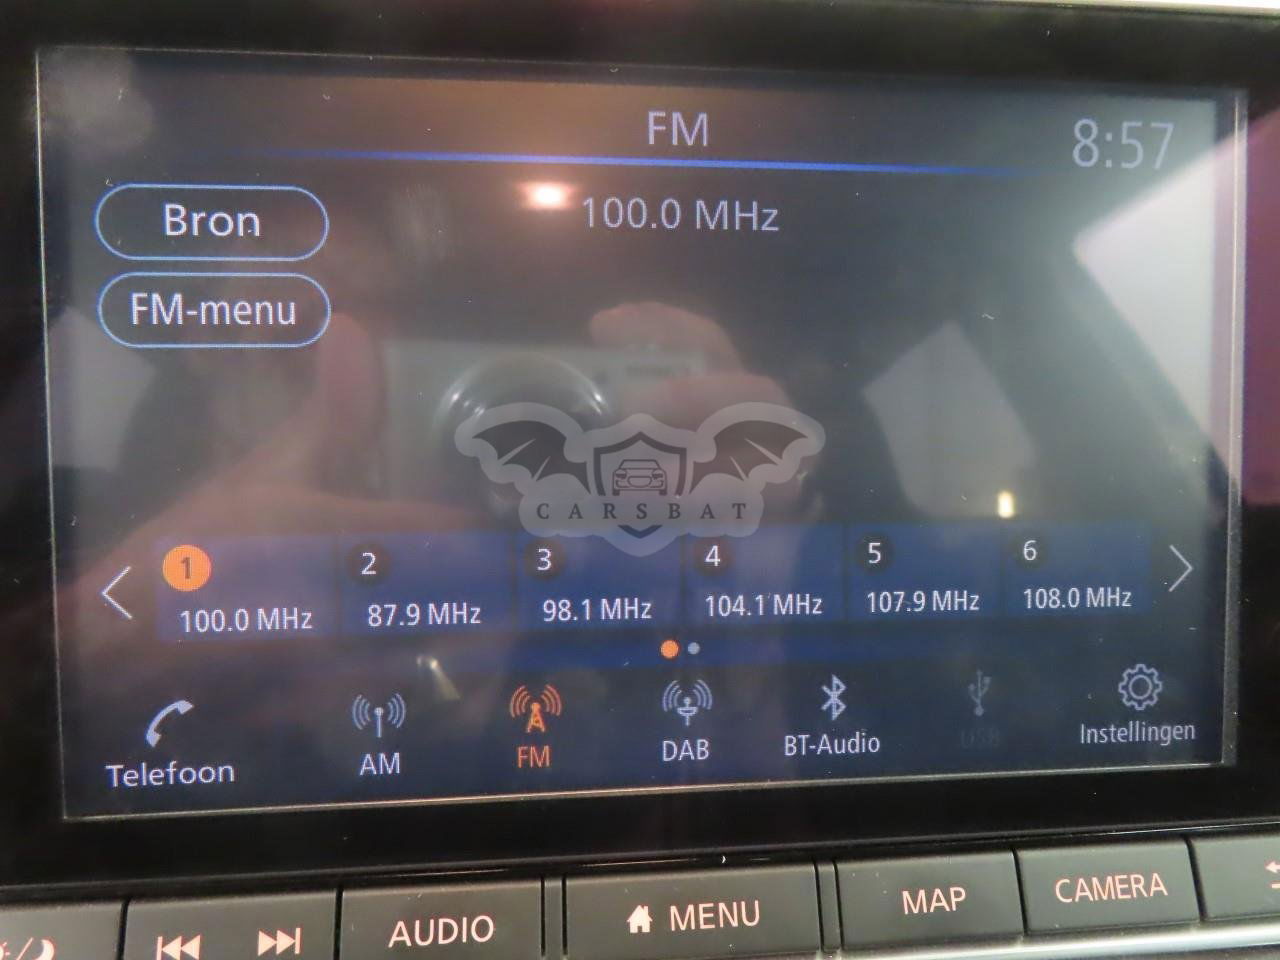 FM
8:57
Bron
100.0 MHz
FM-menu
CARSBAT
1 2 3 4 5 6
100.0 MHz 87.9 MHz 98.1 MHz 104.1 MHz 107.9 MHz 108.0 MHz
Telefoon AM FM DAB BT-Audio USB Instellingen
AUDIO MENU MAP CAMERA